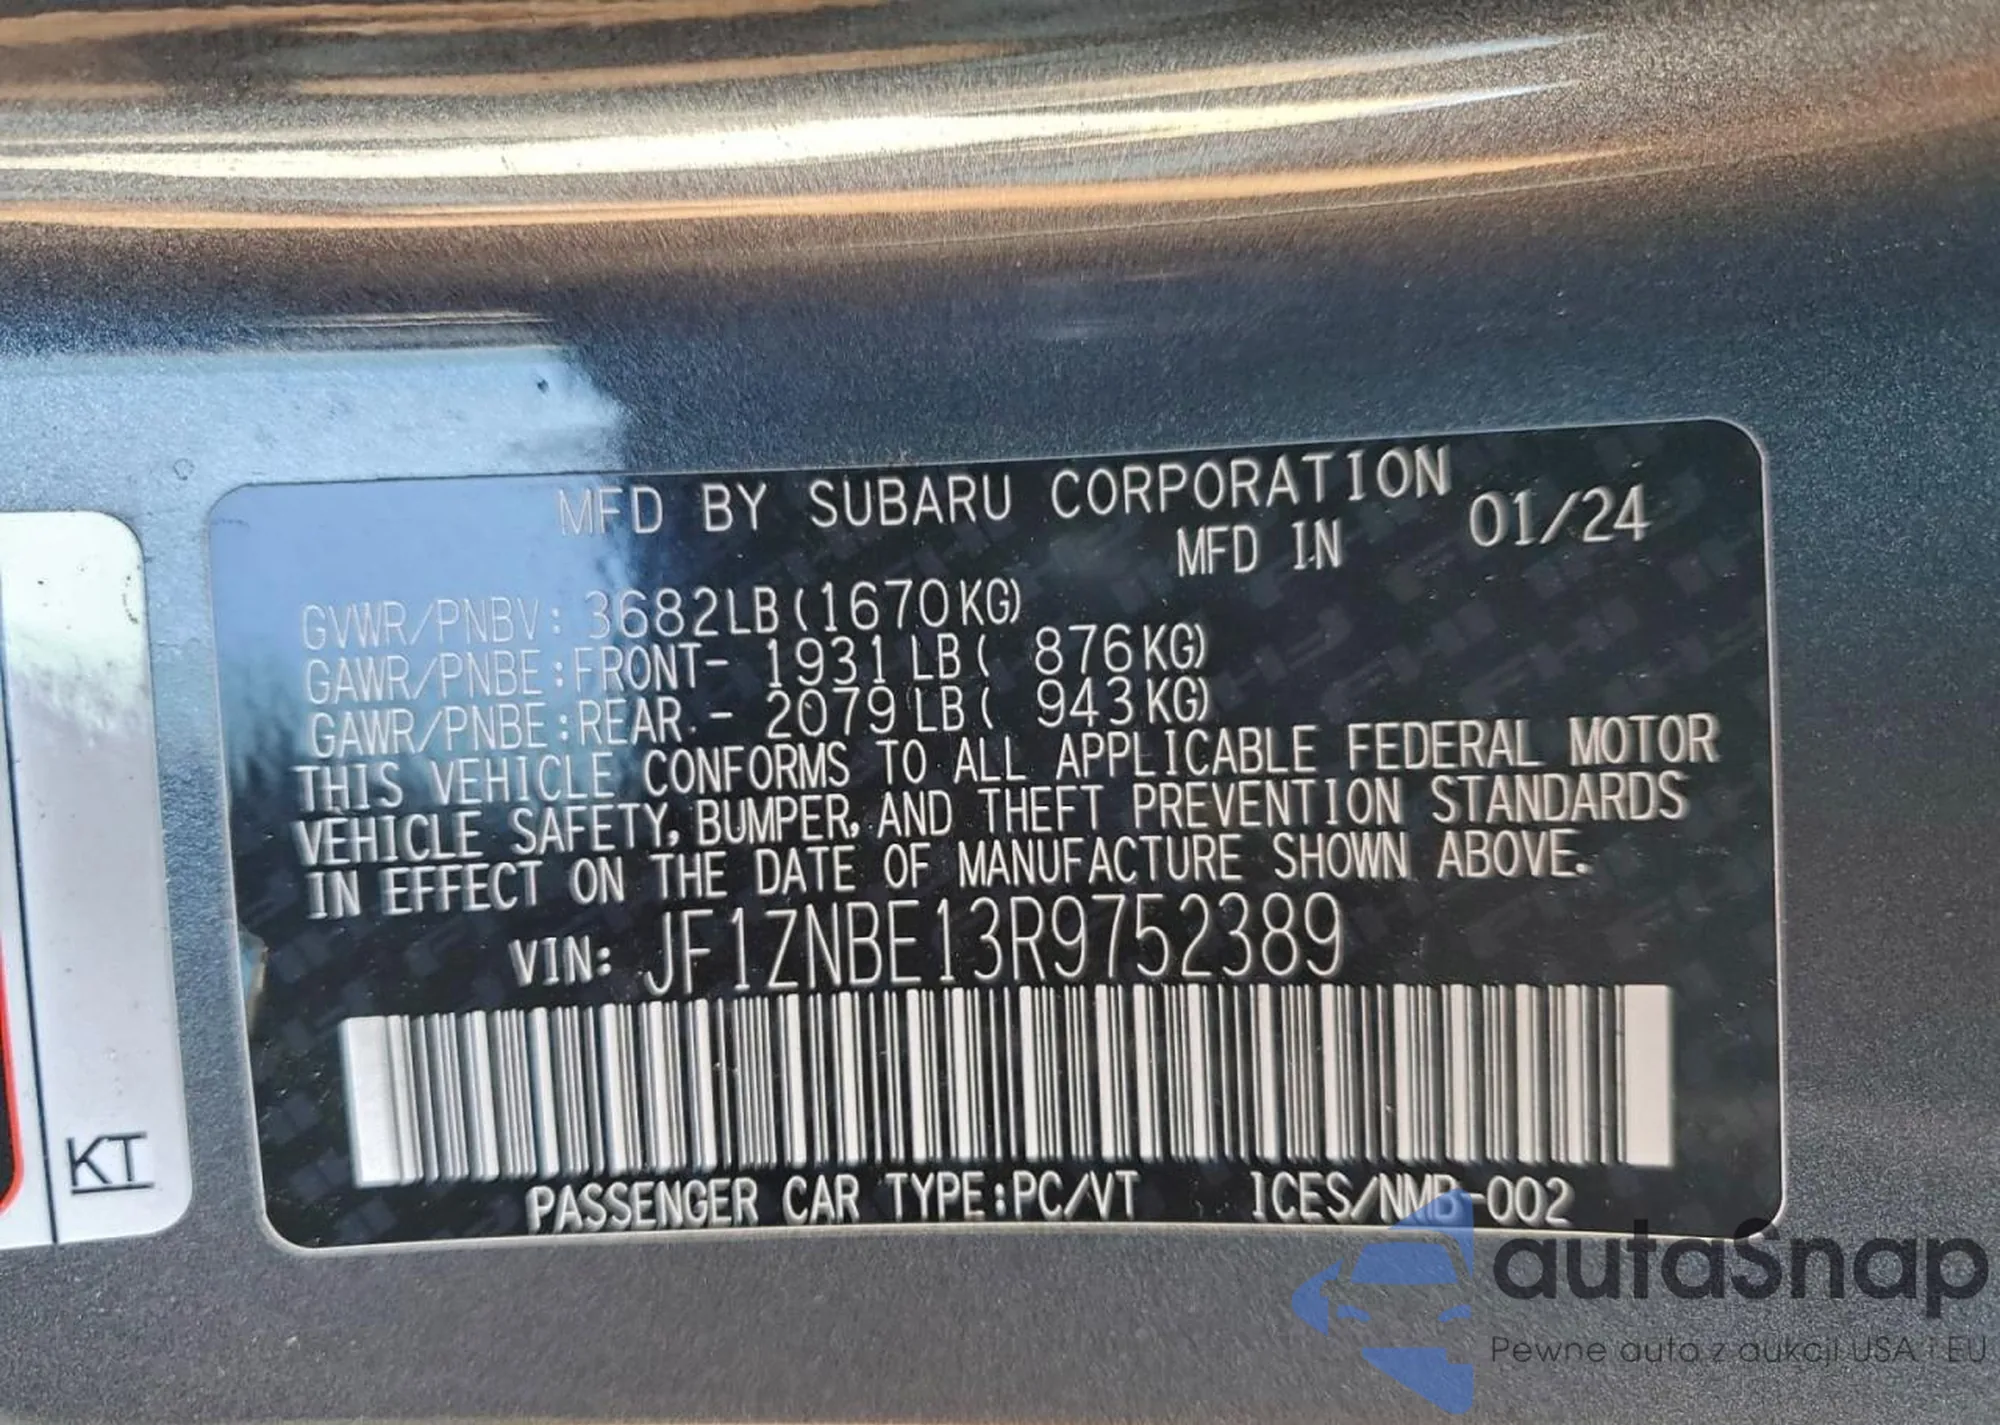 MFD BY SUBARU CORPORATION
MFD IN 01/24
GVWR/PNBV: 3682LB(1670KG)
GAWR/PNBE:FRONT- 1931LB( 876KG)
GAWR/PNBE:REAR - 2079LB( 943KG)
THIS VEHICLE CONFORMS TO ALL APPLICABLE FEDERAL MOTOR
VEHICLE SAFETY, BUMPER, AND THEFT PREVENTION STANDARDS
IN EFFECT ON THE DATE OF MANUFACTURE SHOWN ABOVE.
VIN: JF1ZNBE13R9752389
PASSENGER CAR TYPE:PC/VT ICES/NMB-002
KT
autaSnap
Pewne auta z aukcji USA i EU